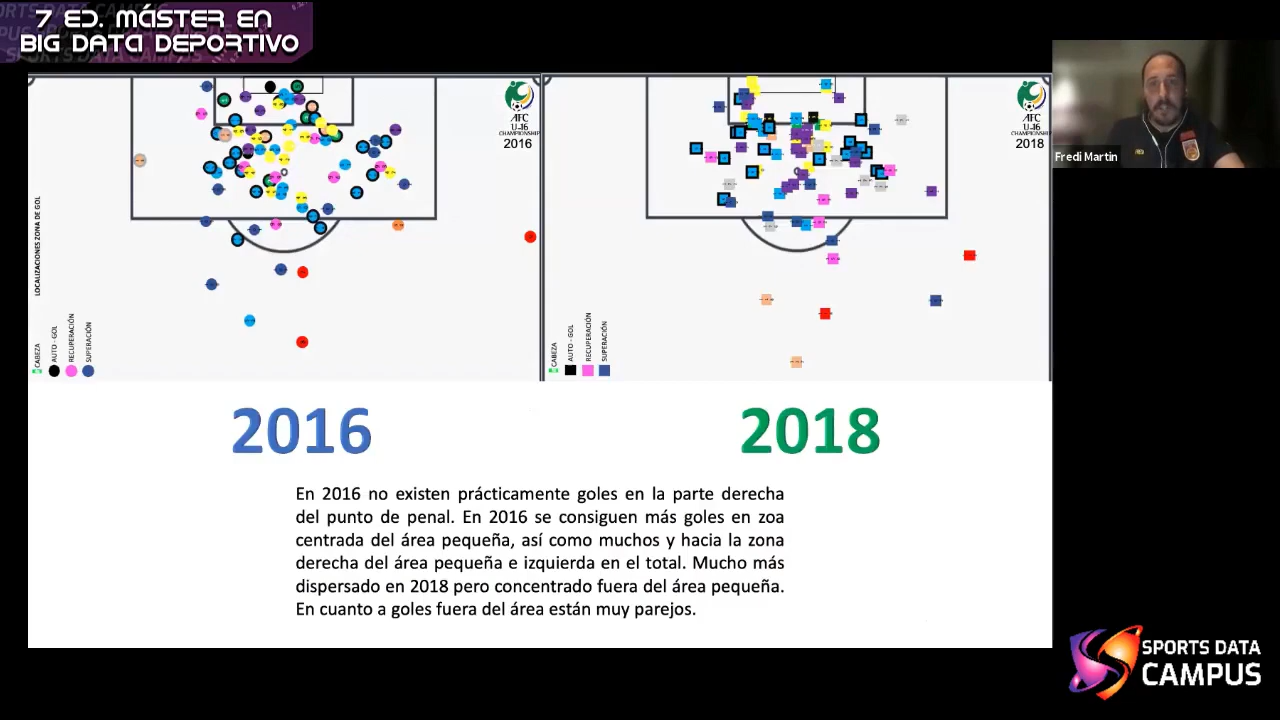 7 ED. MÁSTER EN
BIG DATA DEPORTIVO
AFC
U-16
CHAMPIONSHIP
2016
LOCALIZACIONES ZONA DE GOL
CABEZA
AUTO - GOL
RECUPERACIÓN
SUPERACIÓN
AFC
U-16
CHAMPIONSHIP
2018
CABEZA
AUTO - GOL
RECUPERACIÓN
SUPERACIÓN
Fredi Martin
2016
2018
En 2016 no existen prácticamente goles en la parte derecha
del punto de penal. En 2016 se consiguen más goles en zoa
centrada del área pequeña, así como muchos y hacia la zona
derecha del área pequeña e izquierda en el total. Mucho más
dispersado en 2018 pero concentrado fuera del área pequeña.
En cuanto a goles fuera del área están muy parejos.
SPORTS DATA
CAMPUS